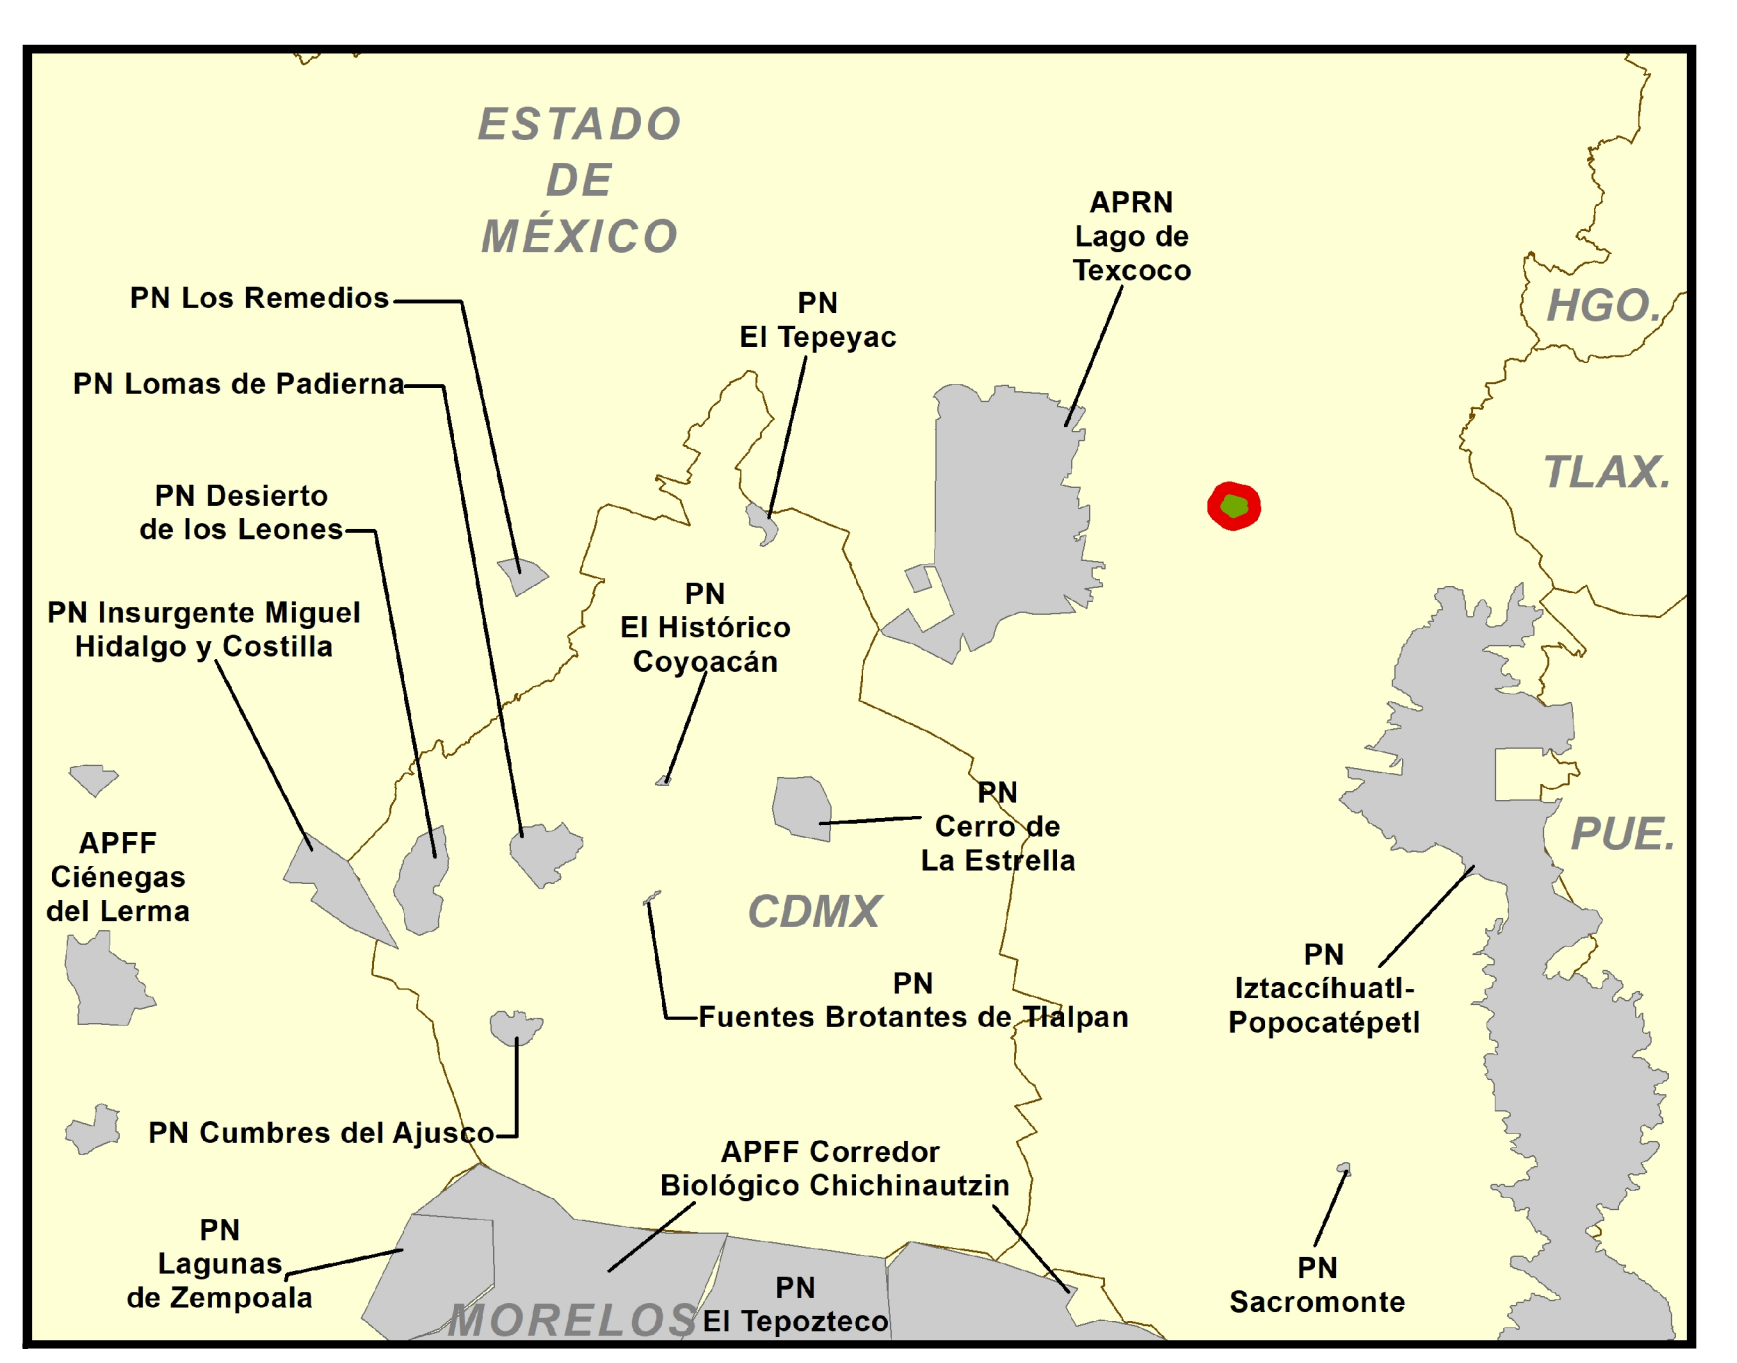 ESTADO
DE
MÉXICO
APRN
Lago de
Texcoco
PN Los Remedios
PN
El Tepeyac
HGO.
PN Lomas de Padierna
TLAX.
PN Desierto
de los Leones
PN Insurgente Miguel
Hidalgo y Costilla
PN
El Histórico
Coyoacán
PN
Cerro de
La Estrella
PUE.
APFF
Ciénegas
del Lerma
CDMX
PN
Iztaccíhuatl-
Popocatépetl
PN
Fuentes Brotantes de Tlalpan
PN Cumbres del Ajusco
APFF Corredor
Biológico Chichinautzin
PN
Lagunas
de Zempoala
PN
Sacromonte
MORELOS
PN
El Tepozteco